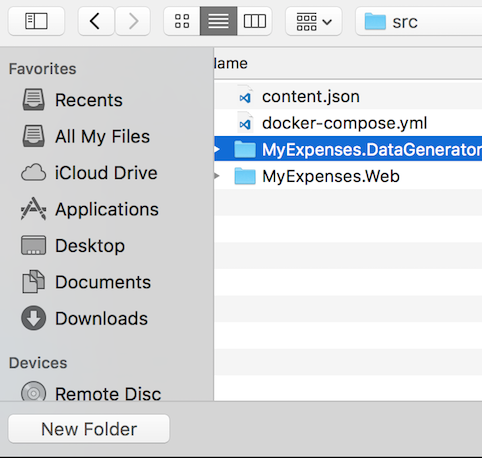 src
Favorites
Recents
All My Files
iCloud Drive
Applications
Desktop
Documents
Downloads
Devices
Remote Disc
lame
content.json
docker-compose.yml
MyExpenses.DataGenerator
MyExpenses.Web
New Folder